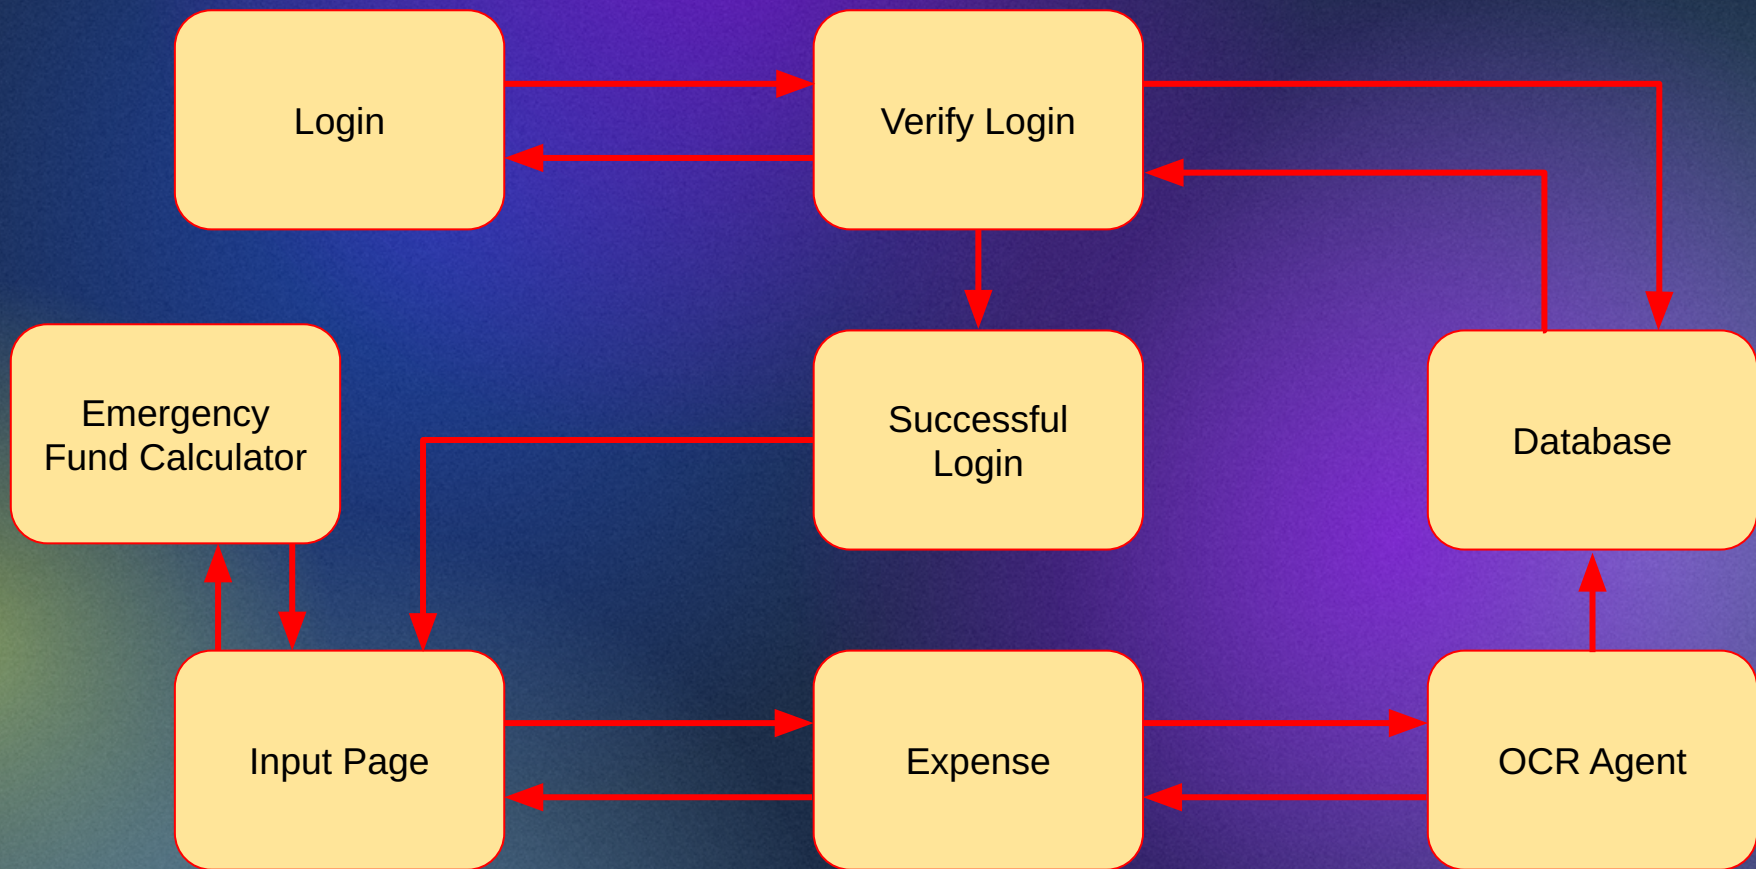 Login
Verify Login
Emergency
Fund Calculator
Successful
Login
Database
Input Page
Expense
OCR Agent